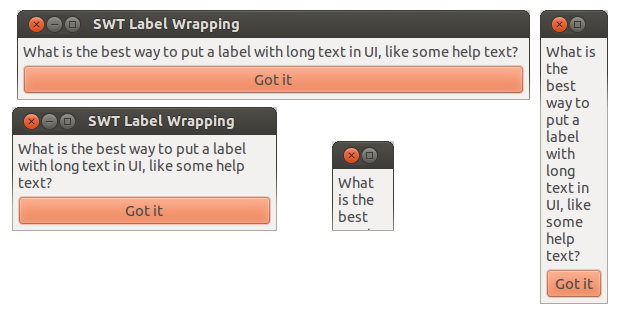 SWT Label Wrapping
What is the best way to put a label with long text in UI, like some help text?
Got it
SWT Label Wrapping
What is the best way to put a label
with long text in UI, like some help
text?
Got it
What
is the
best
What is
the
best
way to
put a
label
with
long
text in
UI, like
some
help
text?
Got it